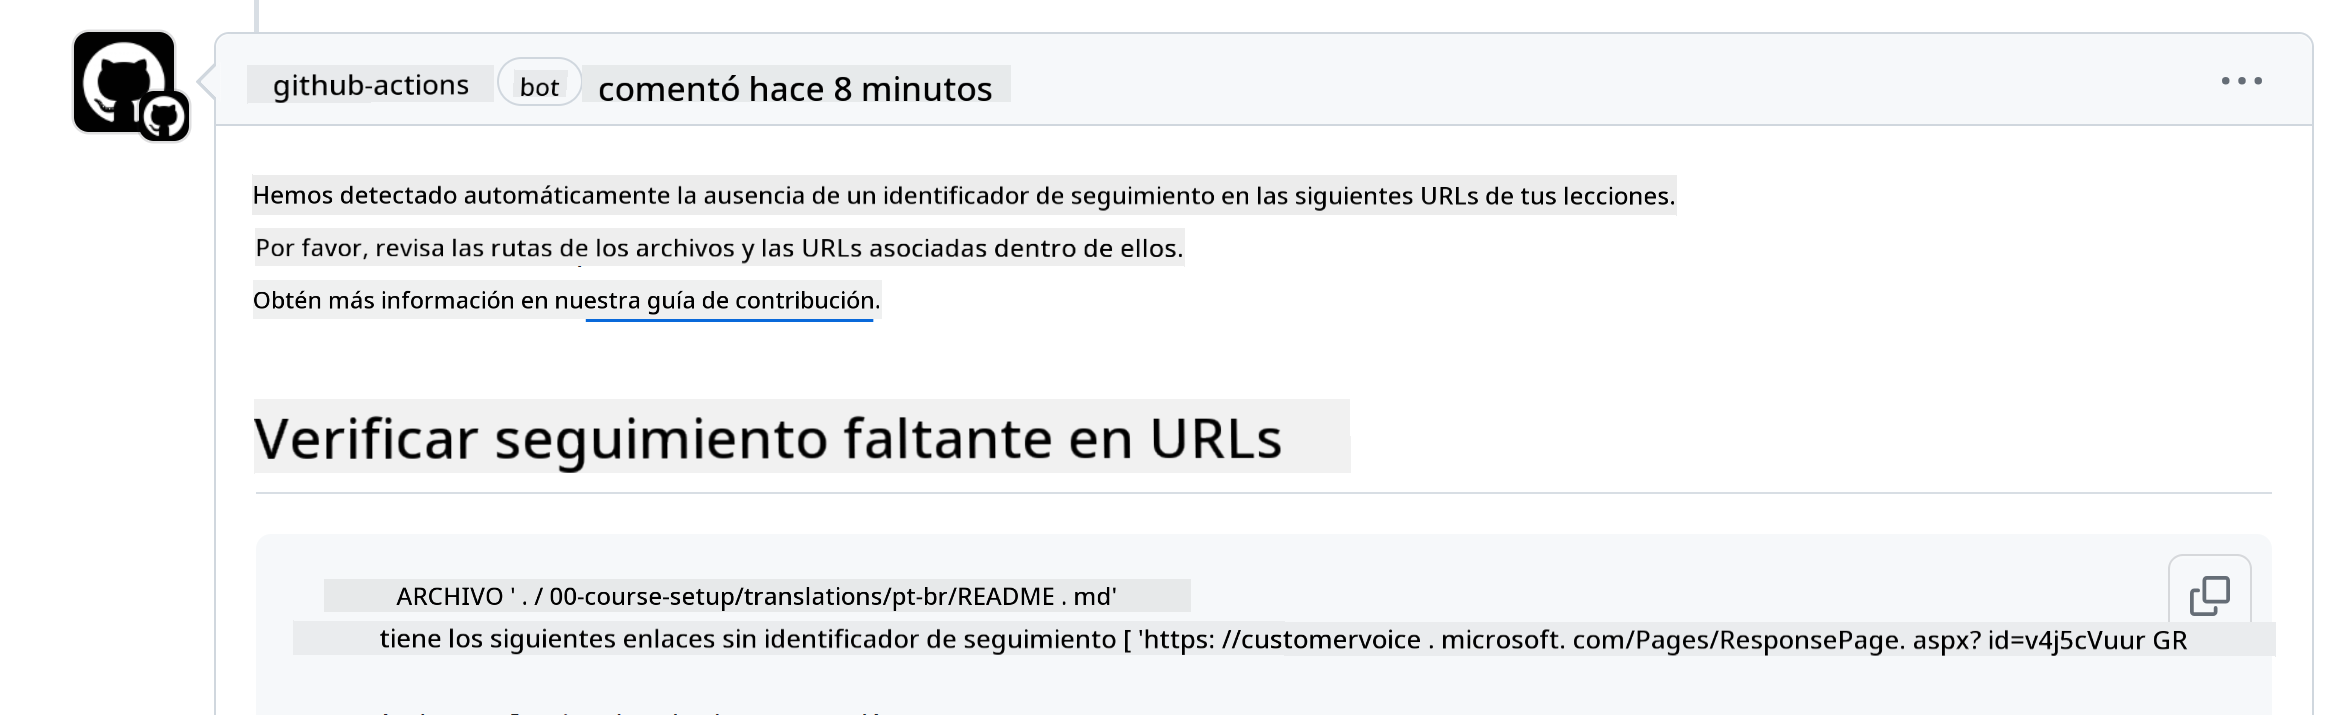 github-actions bot comentó hace 8 minutos
Hemos detectado automáticamente la ausencia de un identificador de seguimiento en las siguientes URLs de tus lecciones.
Por favor, revisa las rutas de los archivos y las URLs asociadas dentro de ellos.
Obtén más información en nuestra guía de contribución.
Verificar seguimiento faltante en URLs
ARCHIVO ' . / 00-course-setup/translations/pt-br/README . md'
tiene los siguientes enlaces sin identificador de seguimiento [ 'https: //customervoice . microsoft. com/Pages/ResponsePage. aspx? id=v4j5cVuur GR